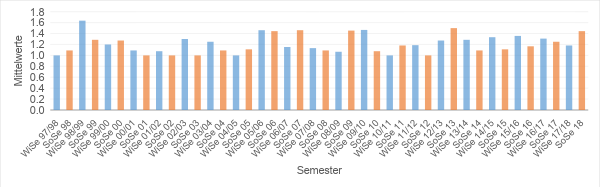 1.8
1.6
1.4
1.2
1.0
0.8
0.6
0.4
0.2
0.0
Mittelwerte
WiSe 97/98
SoSe 98
WiSe 98/99
SoSe 99
WiSe 99/00
SoSe 00
WiSe 00/01
SoSe 01
WiSe 01/02
SoSe 02
WiSe 02/03
SoSe 03
WiSe 03/04
SoSe 04
WiSe 04/05
SoSe 05
WiSe 05/06
SoSe 06
WiSe 06/07
SoSe 07
WiSe 07/08
SoSe 08
WiSe 08/09
SoSe 09
WiSe 09/10
SoSe 10
WiSe 10/11
SoSe 11
WiSe 11/12
SoSe 12
WiSe 12/13
SoSe 13
WiSe 13/14
SoSe 14
WiSe 14/15
SoSe 15
WiSe 15/16
SoSe 16
WiSe 16/17
SoSe 17
WiSe 17/18
SoSe 18
Semester